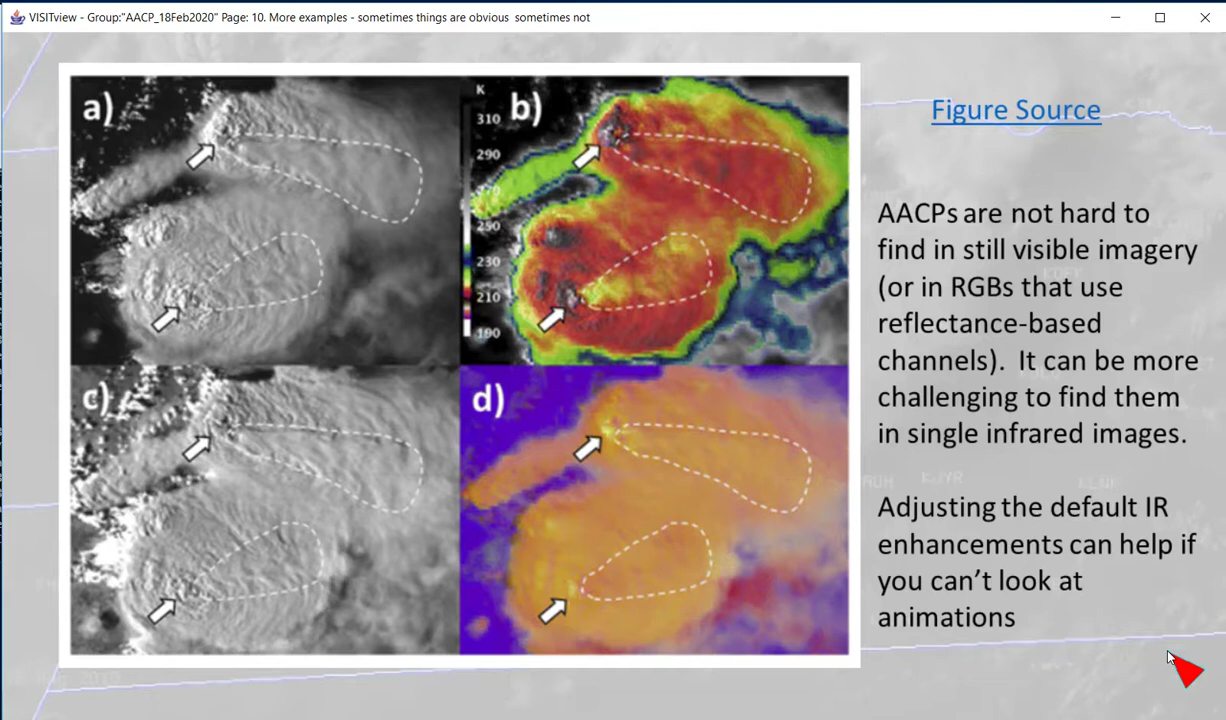 VISITview - Group:"AACP_18Feb2020" Page: 10. More examples - sometimes things are obvious  sometimes not
a)
b)
K
310
290
270
250
230
210
190
c)
d)
Figure Source
AACPs are not hard to
find in still visible imagery
(or in RGBs that use
reflectance-based
channels).  It can be more
challenging to find them
in single infrared images.
KJYR
Adjusting the default IR
enhancements can help if
you can't look at
animations